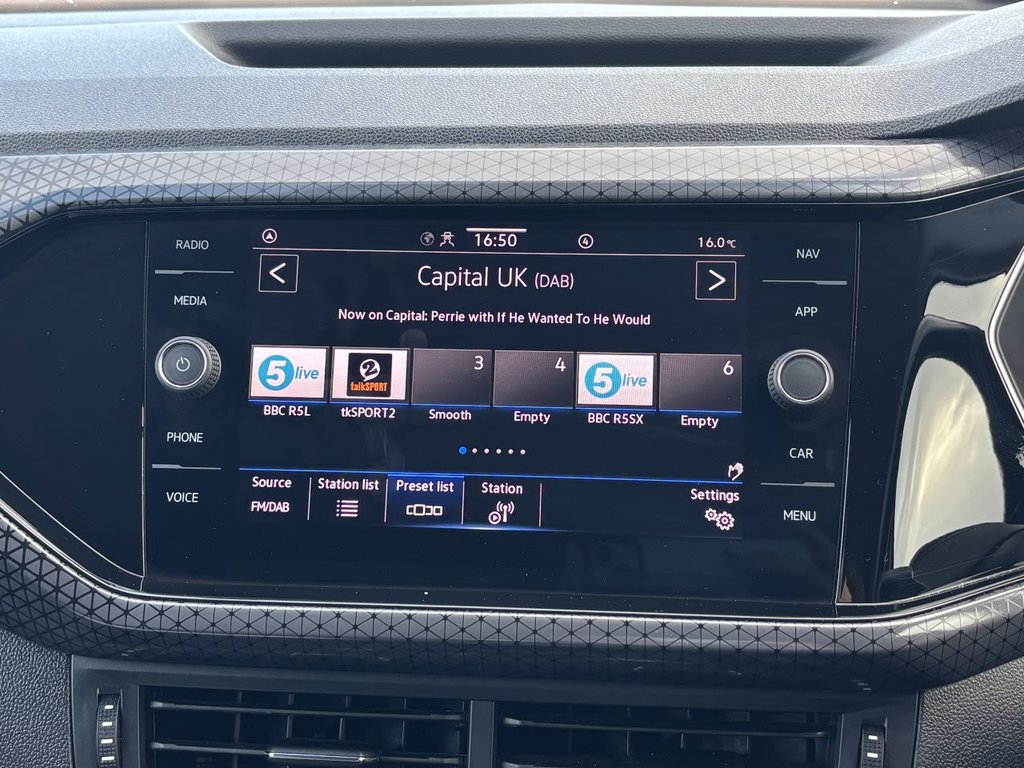 RADIO
MEDIA
PHONE
VOICE
16:50
4
16.0°C
Capital UK (DAB)
Now on Capital: Perrie with If He Wanted To He Would
5 live
2
talkSPORT
3
4
5 live
6
BBC R5L
tkSPORT2
Smooth
Empty
BBC R5SX
Empty
Source
FM/DAB
Station list
Preset list
Station
Settings
NAV
APP
CAR
MENU